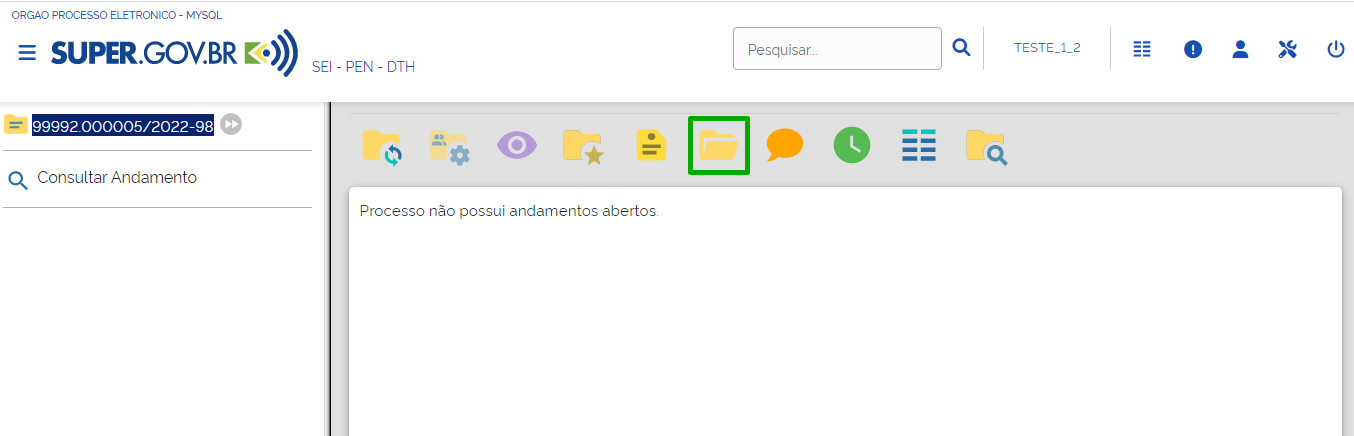 ORGAO PROCESSO ELETRONICO - MYSQL
SUPER.GOV.BR
SEI - PEN - DTH
Pesquisar...
TESTE_1_2
99992.000005/2022-98
Consultar Andamento
Processo não possui andamentos abertos.